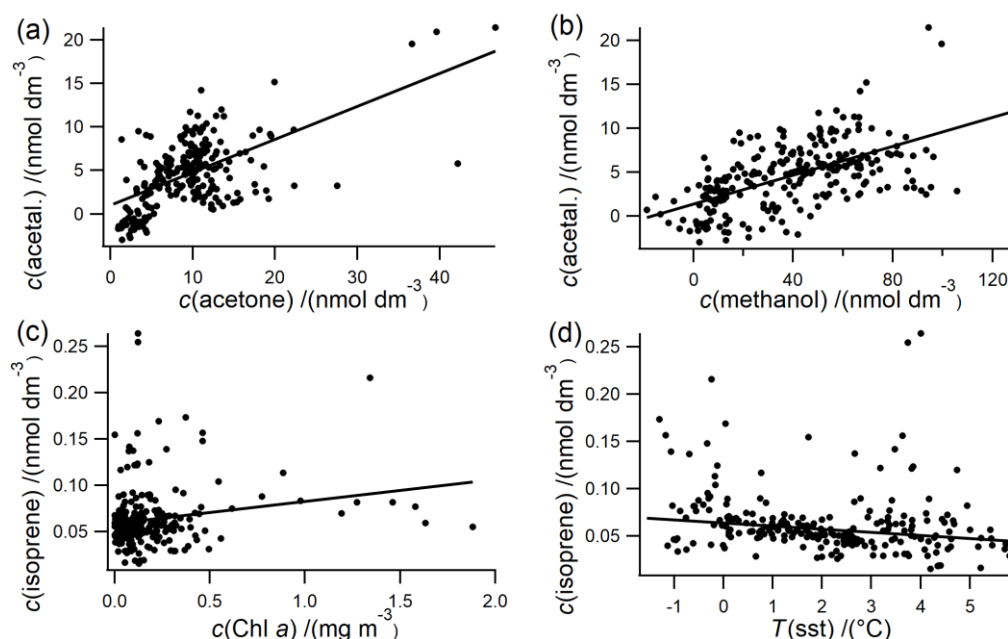 (a)
c(acetal.) /(nmol dm⁻³)
20
15
10
5
0
0 10 20 30 40
c(acetone) /(nmol dm⁻³)
(b)
c(acetal.) /(nmol dm⁻³)
20
15
10
5
0
0 40 80 120
c(methanol) /(nmol dm⁻³)
(c)
c(isoprene) /(nmol dm⁻³)
0.25
0.20
0.15
0.10
0.05
0.0 0.5 1.0 1.5 2.0
c(Chl a) /(mg m⁻³)
(d)
c(isoprene) /(nmol dm⁻³)
0.25
0.20
0.15
0.10
0.05
-1 0 1 2 3 4 5
T(sst) /(°C)